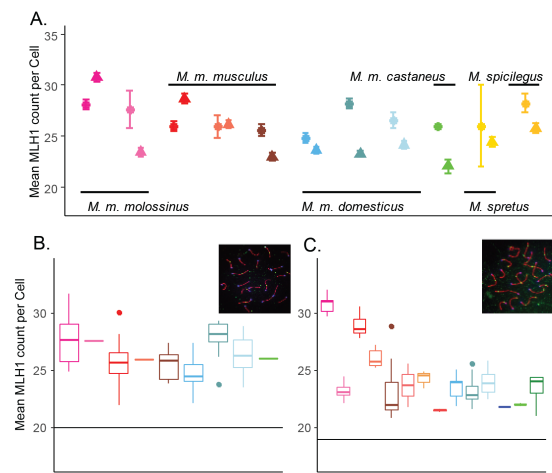 A.
Mean MLH1 count per Cell
35
30
25
20
M. m. musculus
M. m. castaneus
M. spicilegus
M. m. molossinus
M. m. domesticus
M. spretus
B.
Mean MLH1 count per Cell
30
25
20
C.
30
25
20